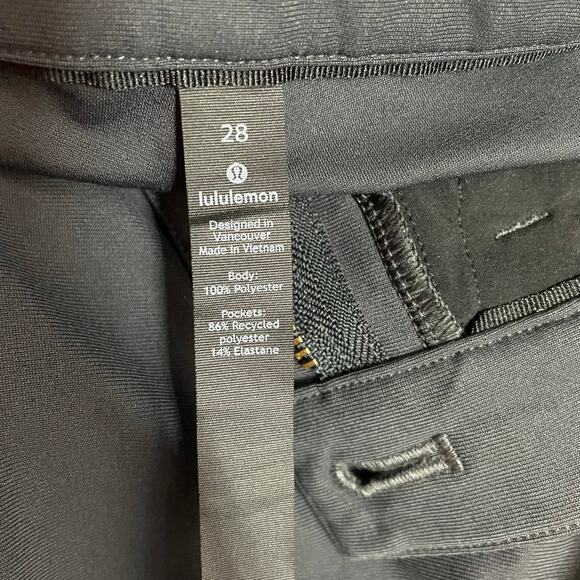 28
lululemon
Designed in
Vancouver
Made in Vietnam
Body:
100% Polyester
Pockets:
86% Recycled
polyester
14% Elastane